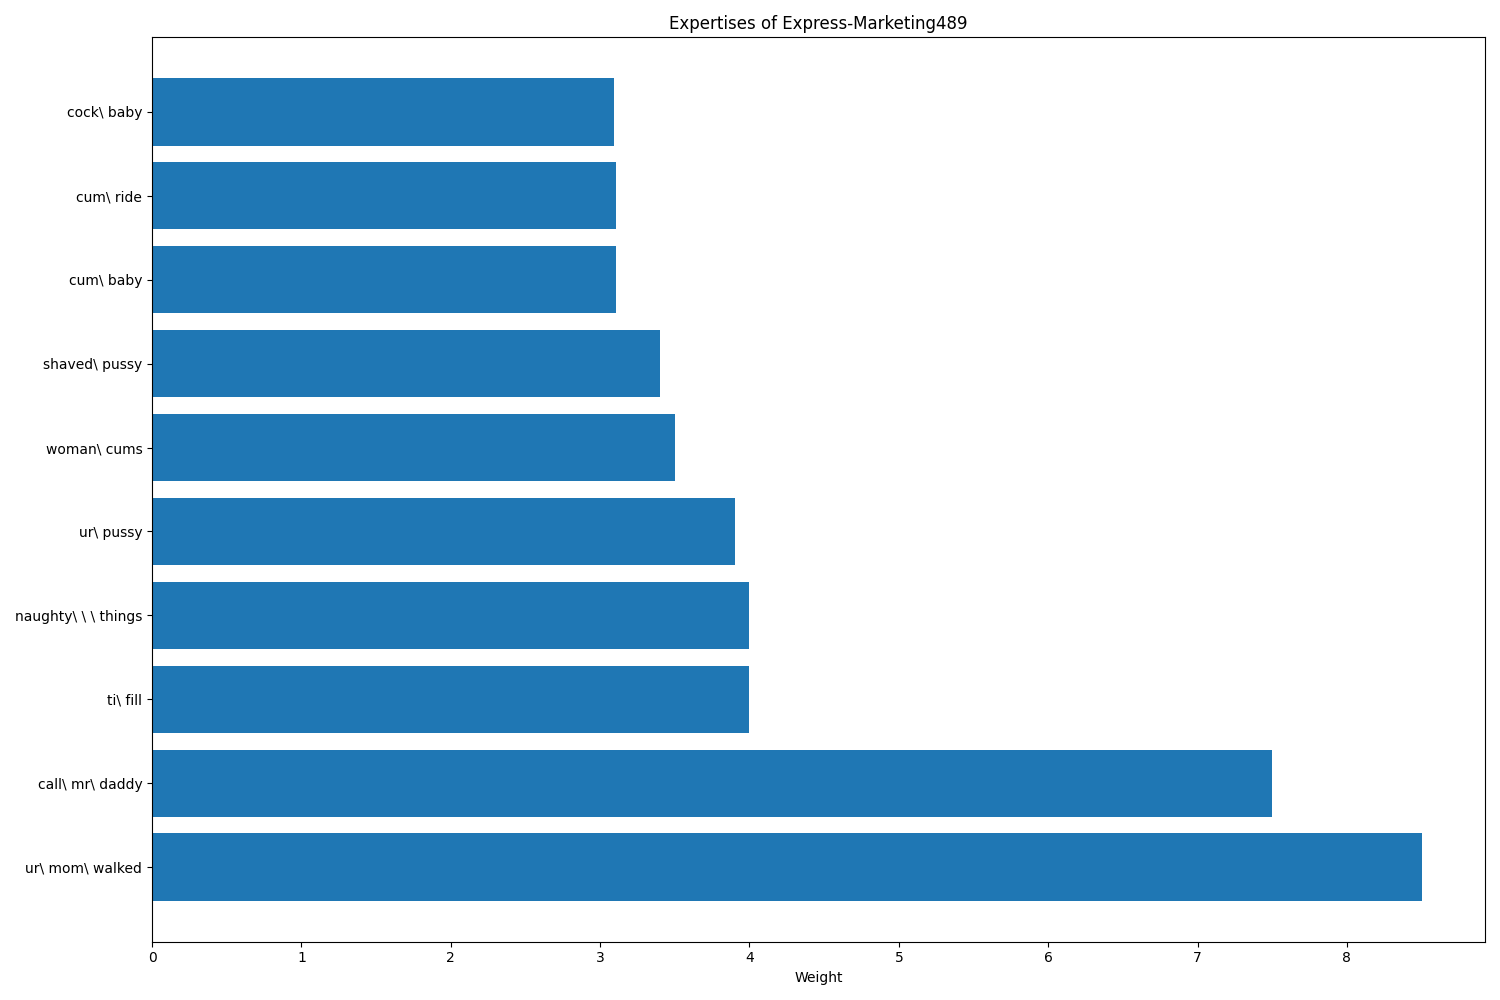 Expertises of Express-Marketing489
cock\ baby
cum\ ride
cum\ baby
shaved\ pussy
woman\ cums
ur\ pussy
naughty\ \ \ things
ti\ fill
call\ mr\ daddy
ur\ mom\ walked
0 1 2 3 4 5 6 7 8
Weight